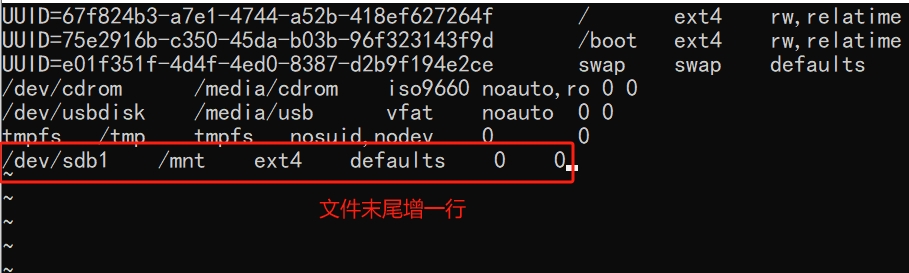 UUID=67f824b3-a7e1-4744-a52b-418ef627264f / ext4 rw,relatime
UUID=75e2916b-c350-45da-b03b-96f323143f9d /boot ext4 rw,relatime
UUID=e01f351f-4d4f-4ed0-8387-d2b9f194e2ce swap swap defaults
/dev/cdrom /media/cdrom iso9660 noauto,ro 0 0
/dev/usbdisk /media/usb vfat noauto 0 0
tmpfs /tmp tmpfs nosuid,nodev 0 0
/dev/sdb1 /mnt ext4 defaults 0 0
~
~
文件末尾增一行
~
~
~